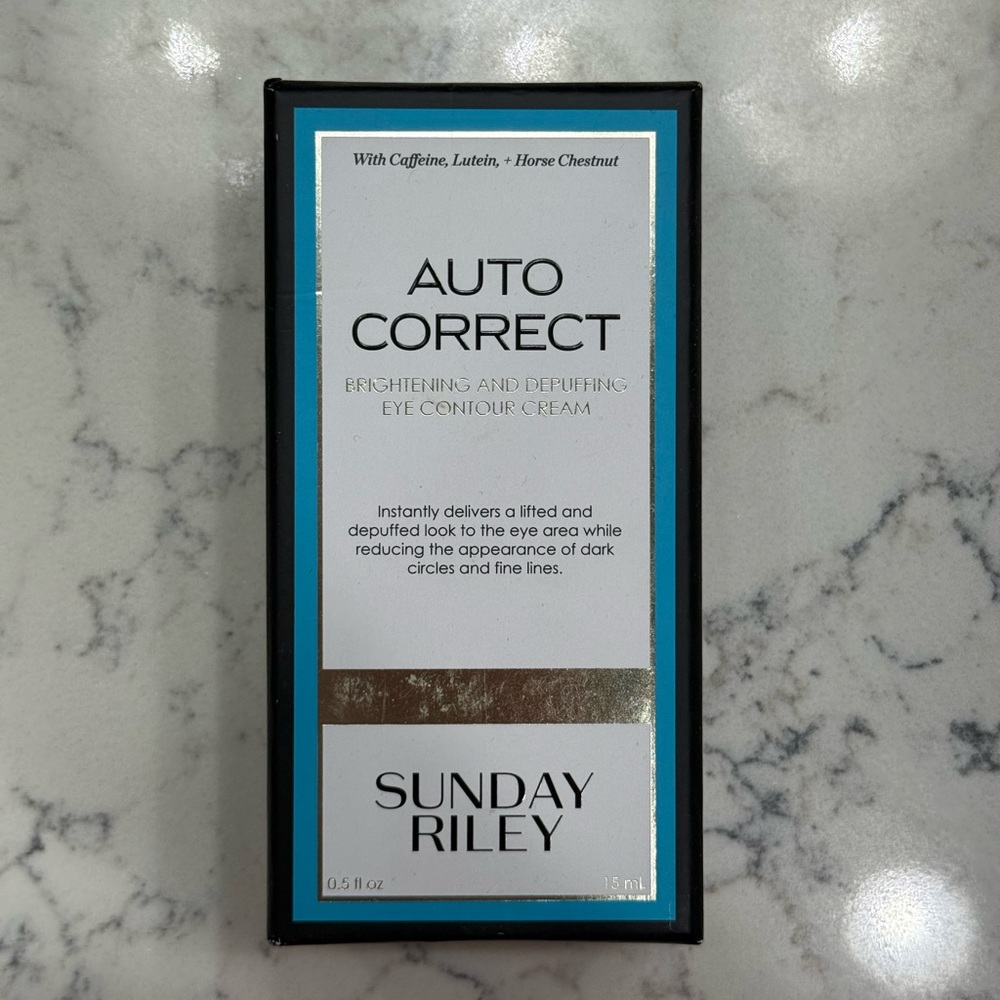 With Caffeine, Lutein, + Horse Chestnut
AUTO
CORRECT
BRIGHTENING AND DEPUFFING
EYE CONTOUR CREAM
Instantly delivers a lifted and
depuffed look to the eye area while
reducing the appearance of dark
circles and fine lines.
SUNDAY
RILEY
0.5 fl oz 15 mL